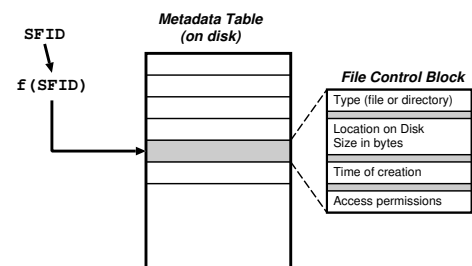 SFID
f(SFID)
Metadata Table
(on disk)
File Control Block
Type (file or directory)
Location on Disk
Size in bytes
Time of creation
Access permissions